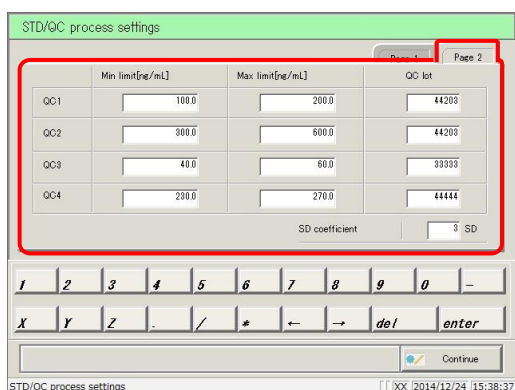 STD/QC process settings
Page 1 Page 2
Min limit[ng/mL] Max limit[ng/mL] QC lot
QC1 100.0 200.0 44203
QC2 300.0 600.0 44203
QC3 40.0 60.0 33333
QC4 230.0 270.0 44444
SD coefficient 3 SD
1 2 3 4 5 6 7 8 9 0 -
X Y Z . / * ← → del enter
Continue
STD/QC process settings XX 2014/12/24 15:38:37